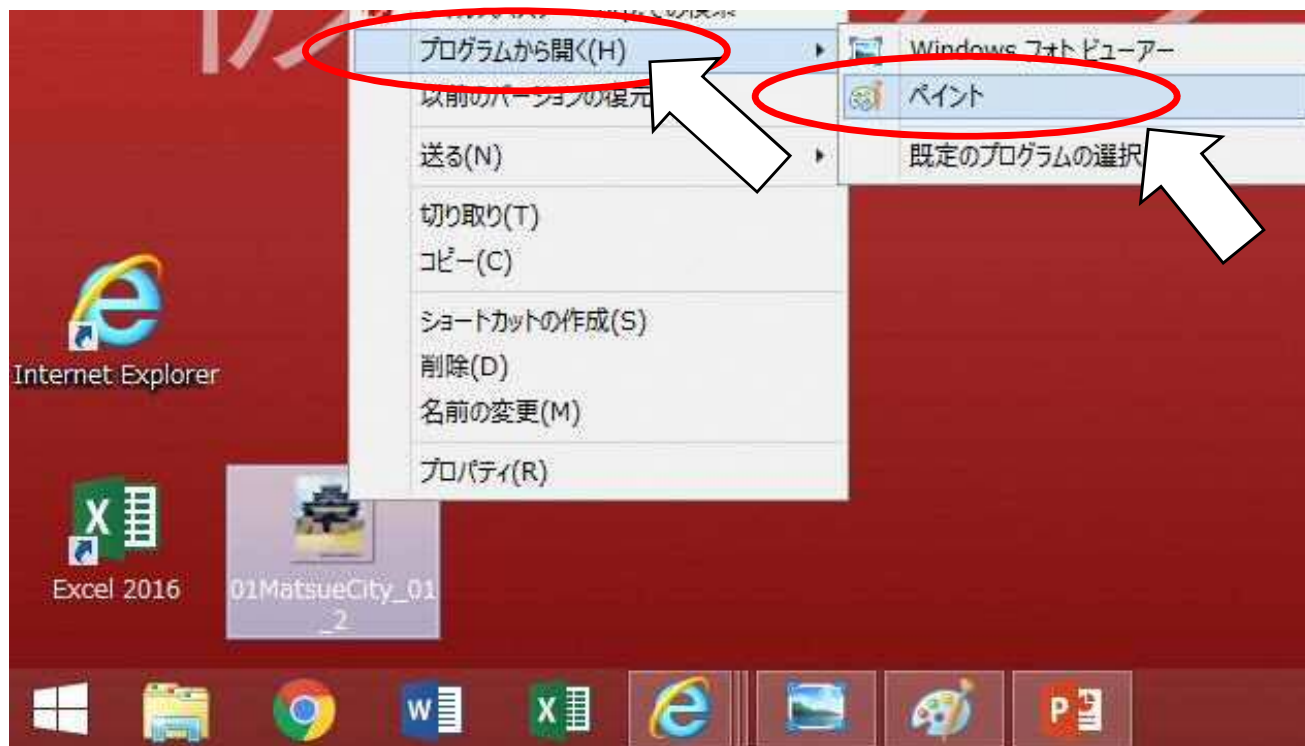 プログラムから開く(H)
以前のバージョンの復元
送る(N)
切り取り(T)
コピー(C)
ショートカットの作成(S)
削除(D)
名前の変更(M)
プロパティ(R)
Windows フォト ビューアー
ペイント
既定のプログラムの選択
Internet Explorer
Excel 2016
01MatsueCity_01
_2